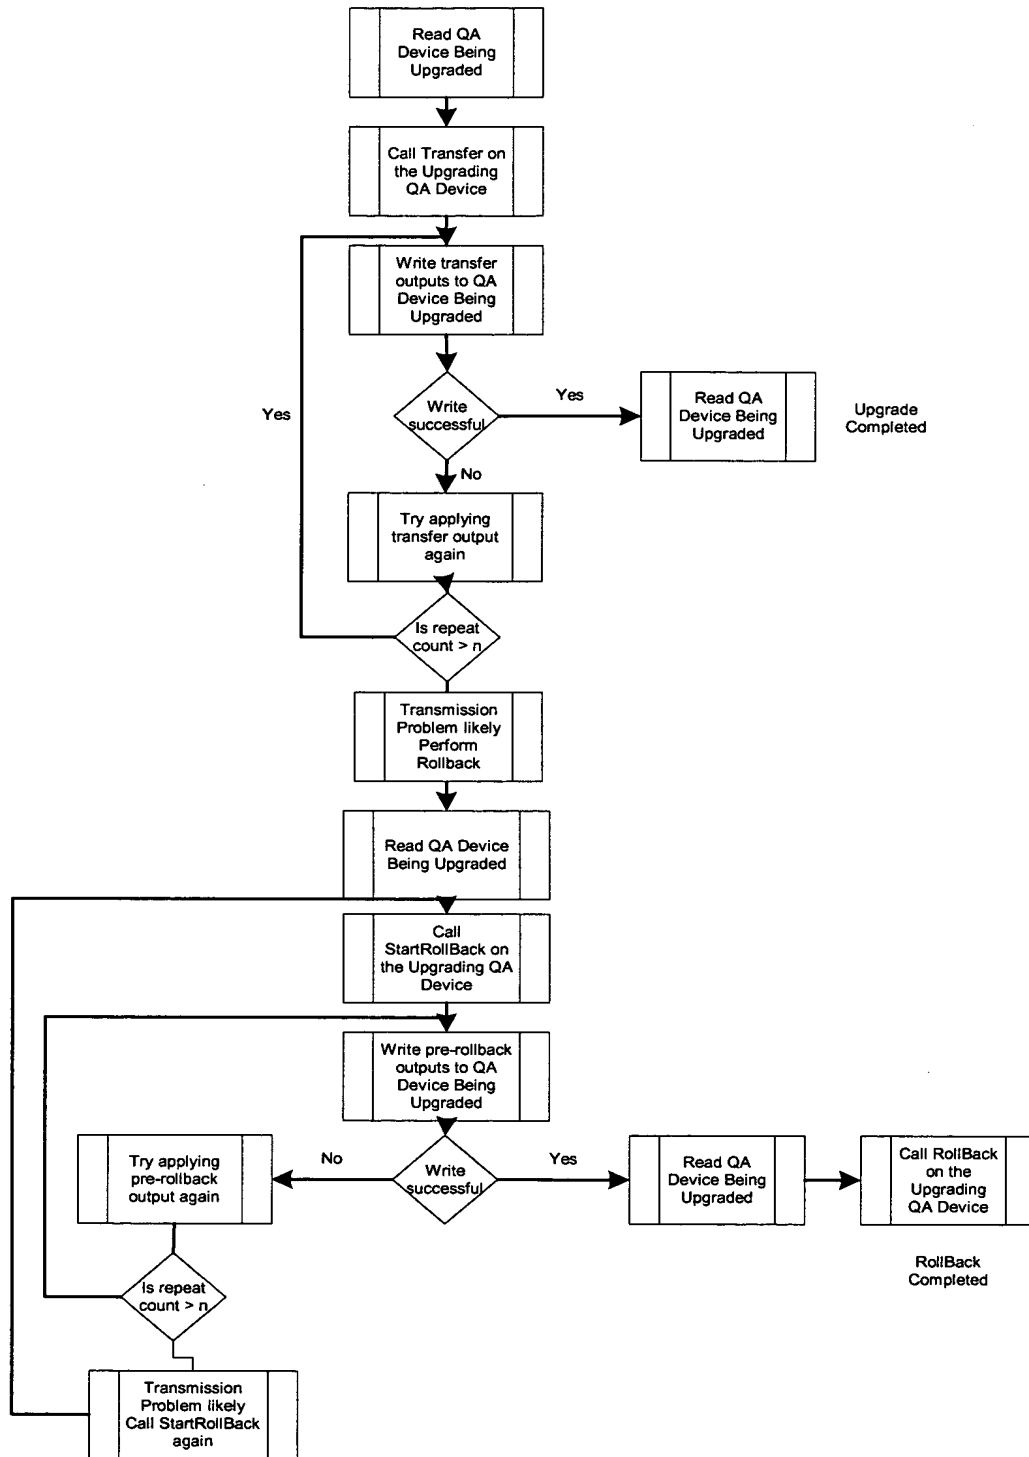 Read QA
Device Being
Upgraded
Call Transfer on
the Upgrading
QA Device
Write transfer
outputs to QA
Device Being
Upgraded
Yes
Write
successful
Yes
Read QA
Device Being
Upgraded
Upgrade
Completed
No
Try applying
transfer output
again
Is repeat
count > n
Transmission
Problem likely
Perform
Rollback
Read QA Device
Being Upgraded
Call
StartRollBack on
the Upgrading QA
Device
Write pre-rollback
outputs to QA
Device Being
Upgraded
Try applying
pre-rollback
output again
No
Write
successful
Yes
Read QA
Device Being
Upgraded
Call RollBack
on the
Upgrading
QA Device
RollBack
Completed
Is repeat
count > n
Transmission
Problem likely
Call StartRollBack
again